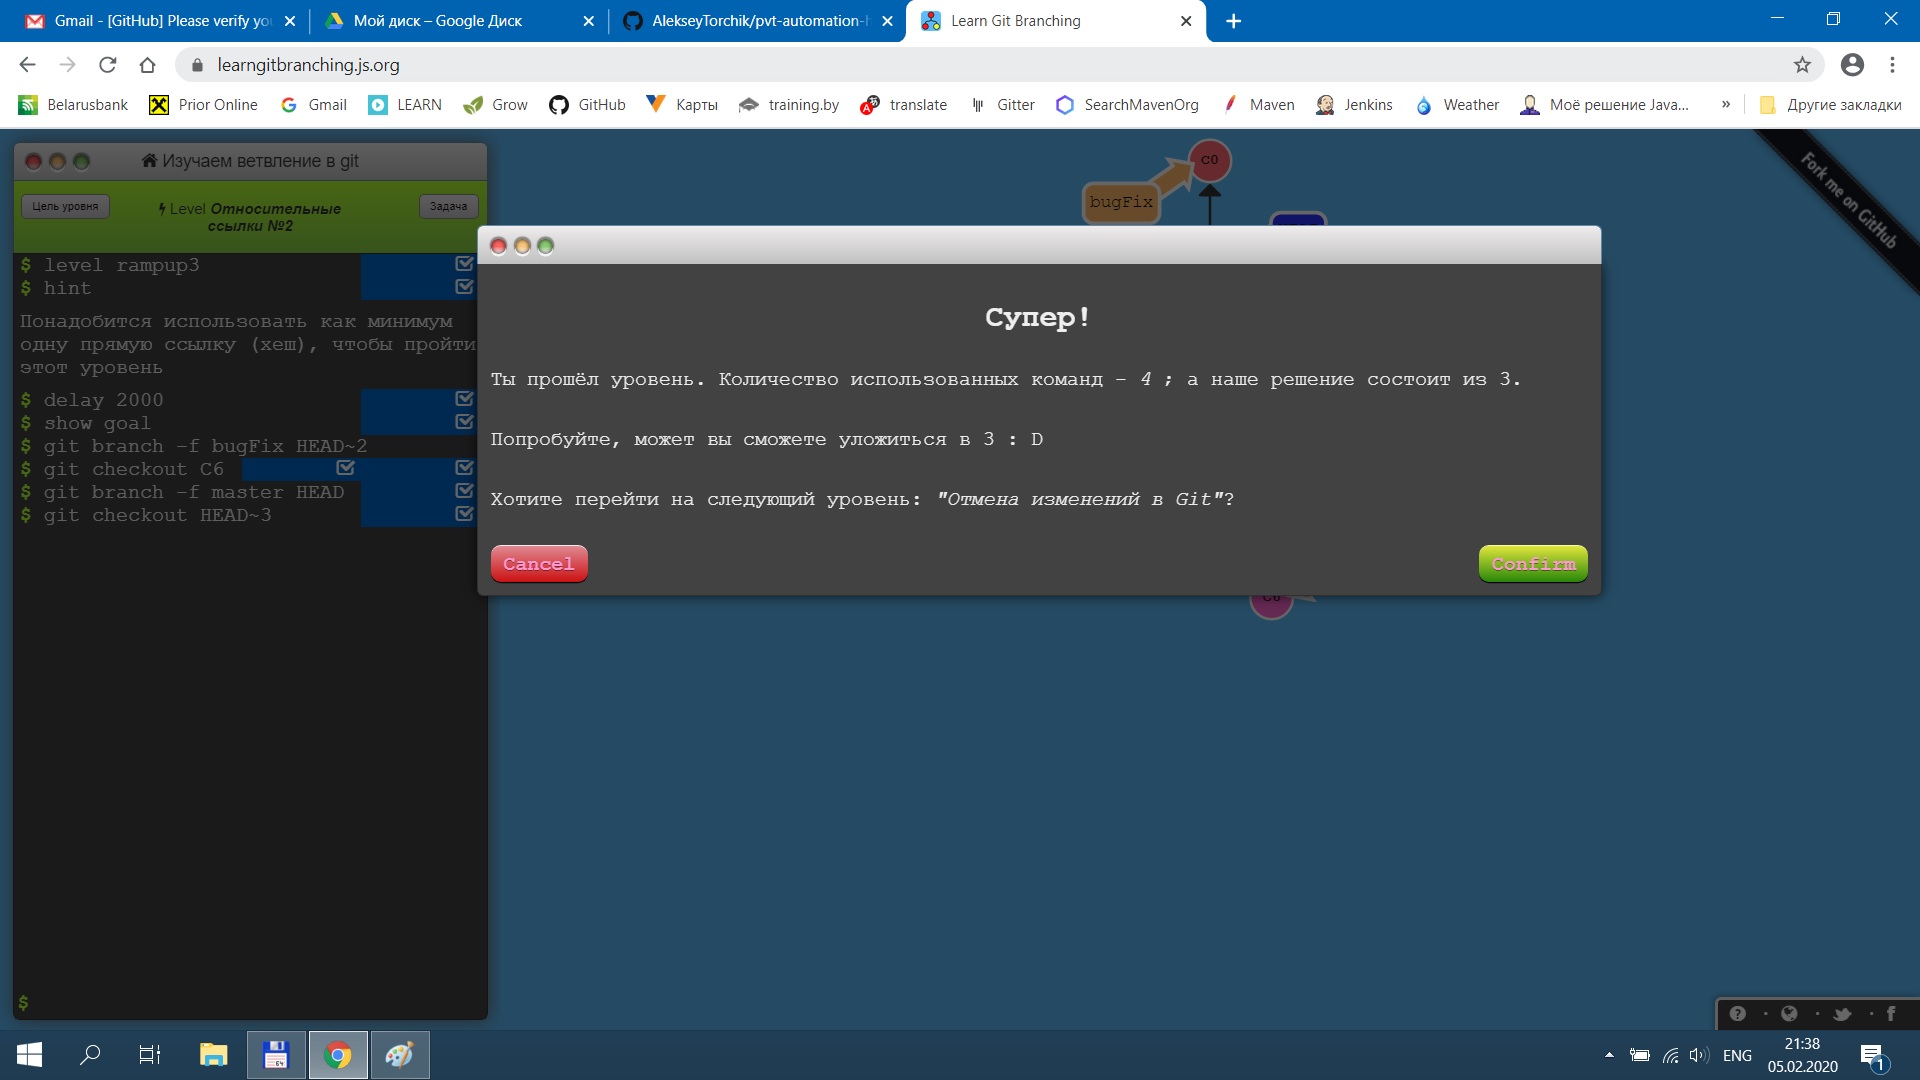 Gmail - [GitHub] Please verify yo
Мой диск – Google Диск
AlekseyTorchik/pvt-automation-h
Learn Git Branching
learngitbranching.js.org
Belarusbank
Prior Online
Gmail
LEARN
Grow
GitHub
Карты
training.by
translate
Gitter
SearchMavenOrg
Maven
Jenkins
Weather
Моё решение Java...
»
Другие закладки
Изучаем ветвление в git
Цель уровня
Level Относительные
ссылки №2
Задача
$ level rampup3
$ hint
Понадобится использовать как минимум
одну прямую ссылку (хеш), чтобы пройти
этот уровень
$ delay 2000
$ show goal
$ git branch -f bugFix HEAD~2
$ git checkout C6
$ git branch -f master HEAD
$ git checkout HEAD~3
$
C0
bugFix
Fork me on GitHub
Супер!
Ты прошёл уровень. Количество использованных команд - 4 ; а наше решение состоит из 3.
Попробуйте, может вы сможете уложиться в 3 : D
Хотите перейти на следующий уровень: "Отмена изменений в Git"?
Cancel
Confirm
C6
64
ENG
21:38
05.02.2020
1